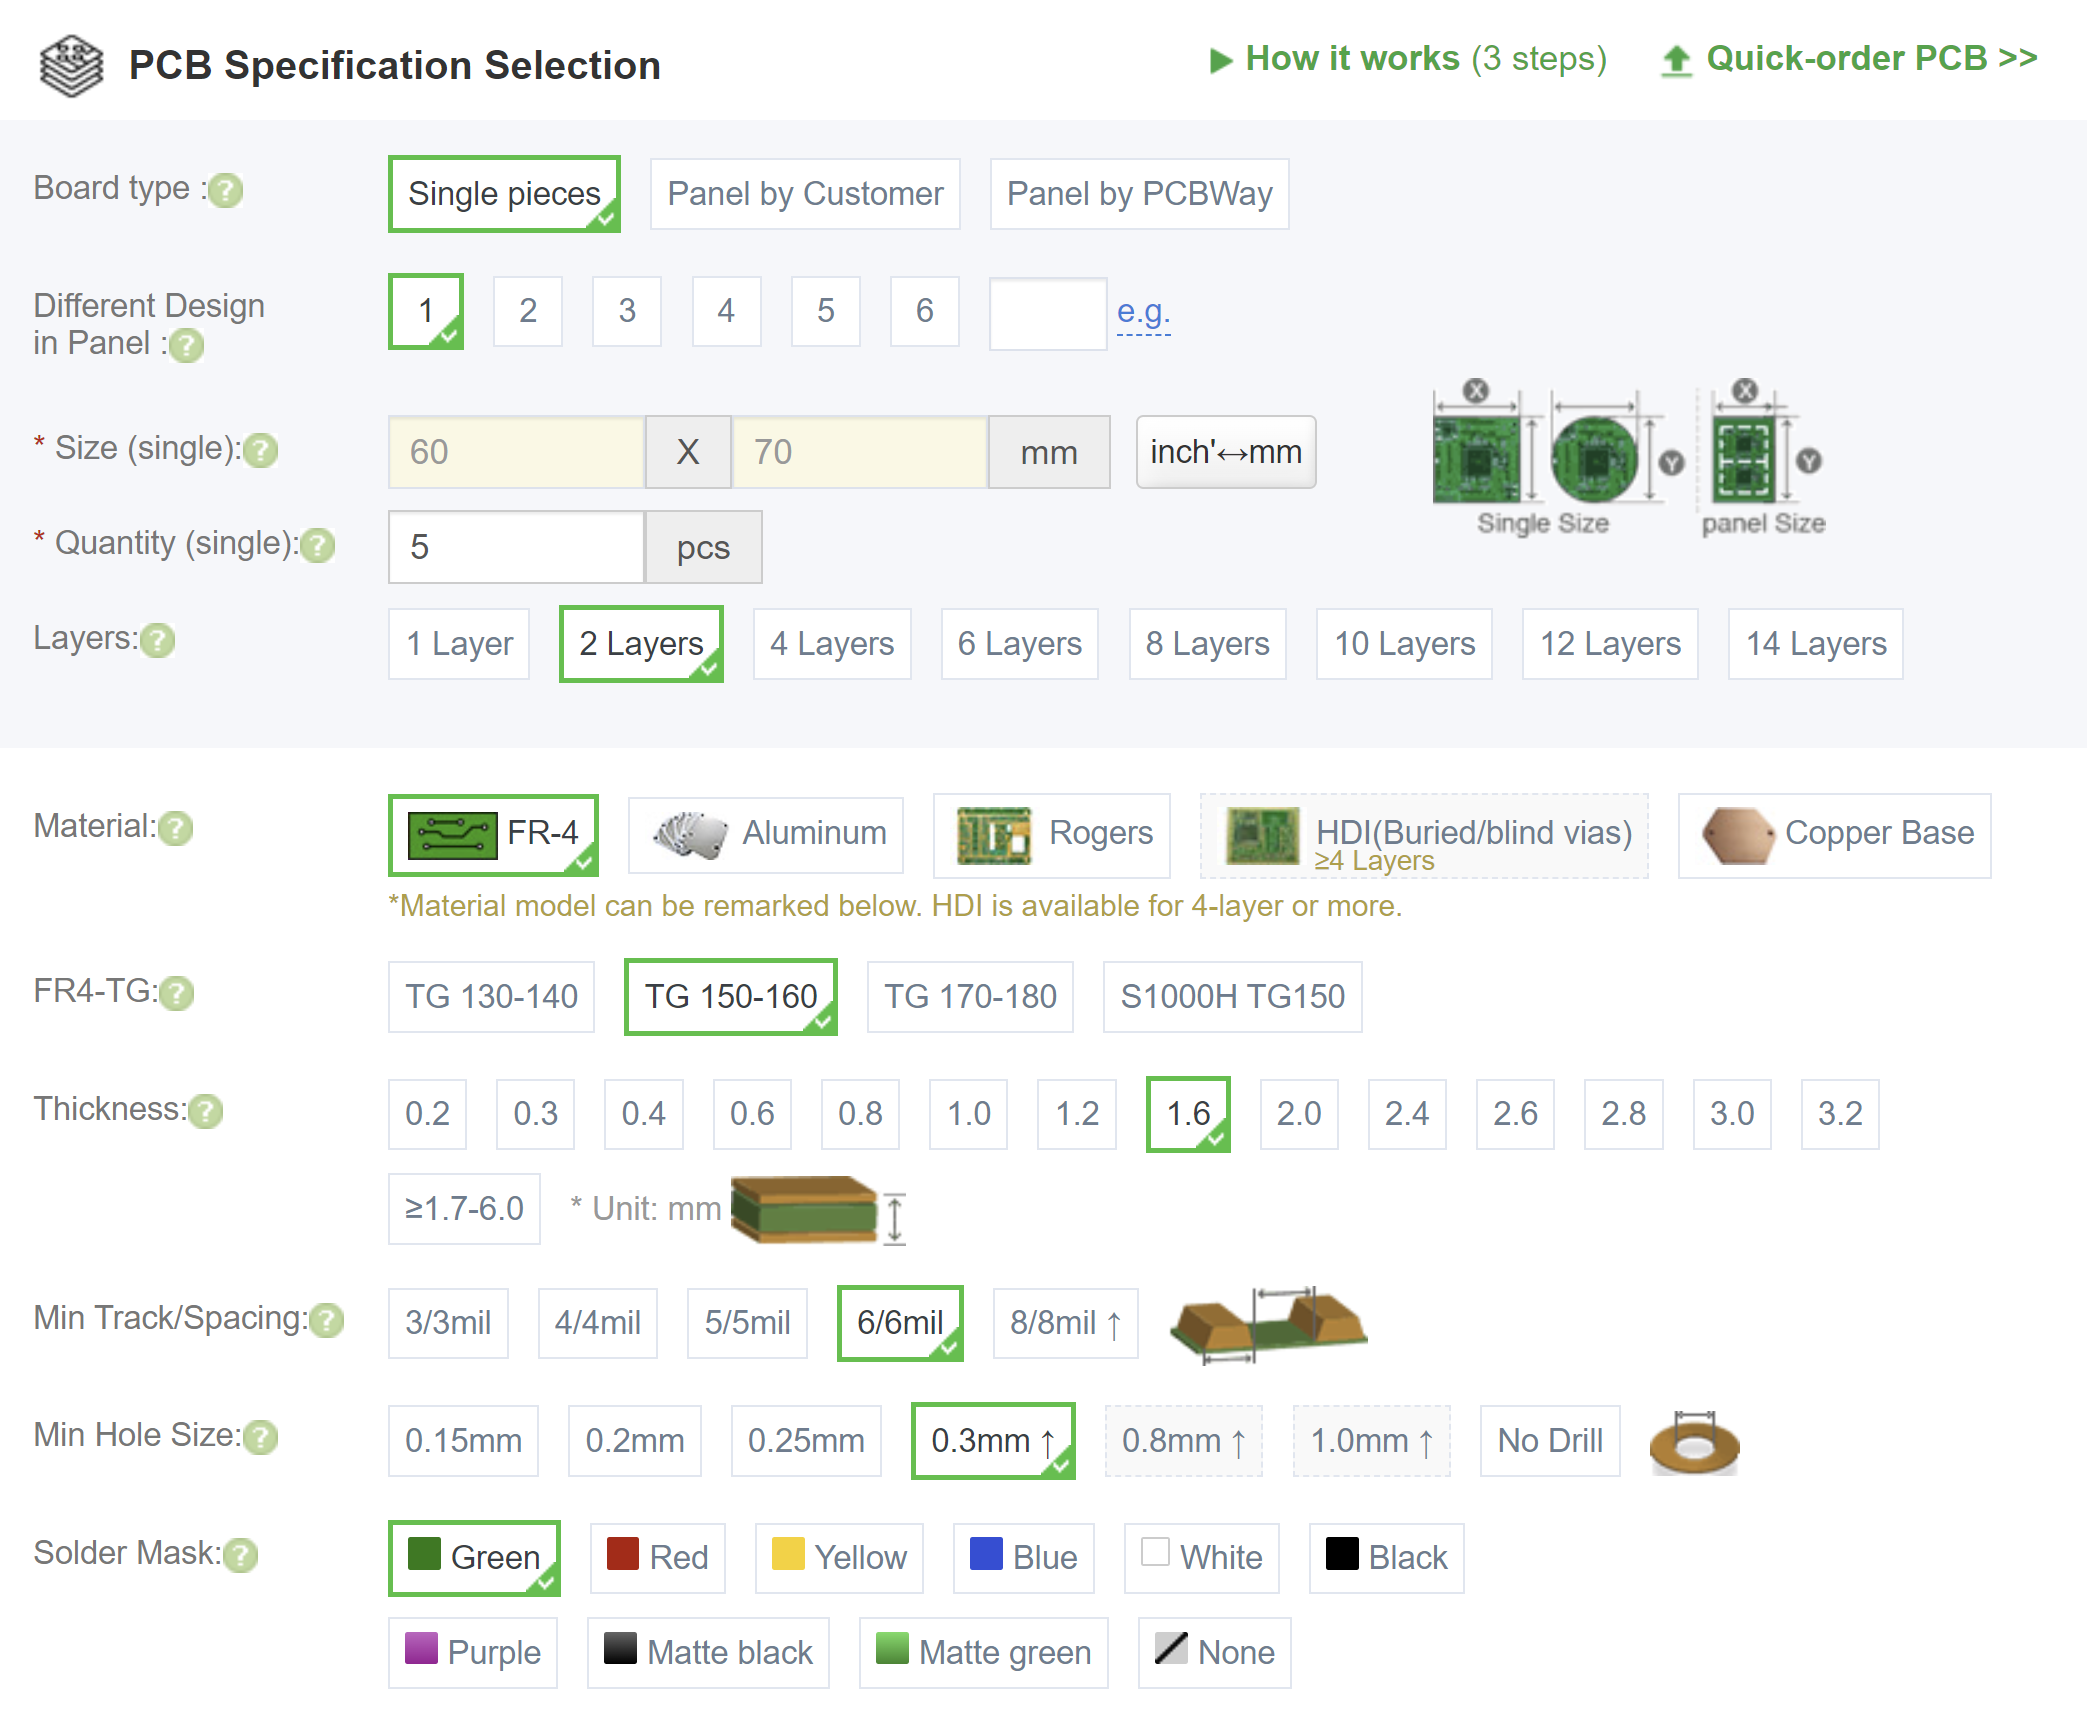 PCB Specification Selection
How it works (3 steps)
Quick-order PCB >>
Board type :?
Single pieces
Panel by Customer
Panel by PCBWay
Different Design
in Panel :?
1
2
3
4
5
6
e.g.
* Size (single):?
60
X
70
mm
inch'↔mm
X
Y
X
Y
Single Size
panel Size
* Quantity (single):?
5
pcs
Layers:?
1 Layer
2 Layers
4 Layers
6 Layers
8 Layers
10 Layers
12 Layers
14 Layers
Material:?
FR-4
Aluminum
Rogers
HDI(Buried/blind vias)
≥4 Layers
Copper Base
*Material model can be remarked below. HDI is available for 4-layer or more.
FR4-TG:?
TG 130-140
TG 150-160
TG 170-180
S1000H TG150
Thickness:?
0.2
0.3
0.4
0.6
0.8
1.0
1.2
1.6
2.0
2.4
2.6
2.8
3.0
3.2
≥1.7-6.0
* Unit: mm
Min Track/Spacing:?
3/3mil
4/4mil
5/5mil
6/6mil
8/8mil ↑
Min Hole Size:?
0.15mm
0.2mm
0.25mm
0.3mm ↑
0.8mm ↑
1.0mm ↑
No Drill
Solder Mask:?
Green
Red
Yellow
Blue
White
Black
Purple
Matte black
Matte green
None